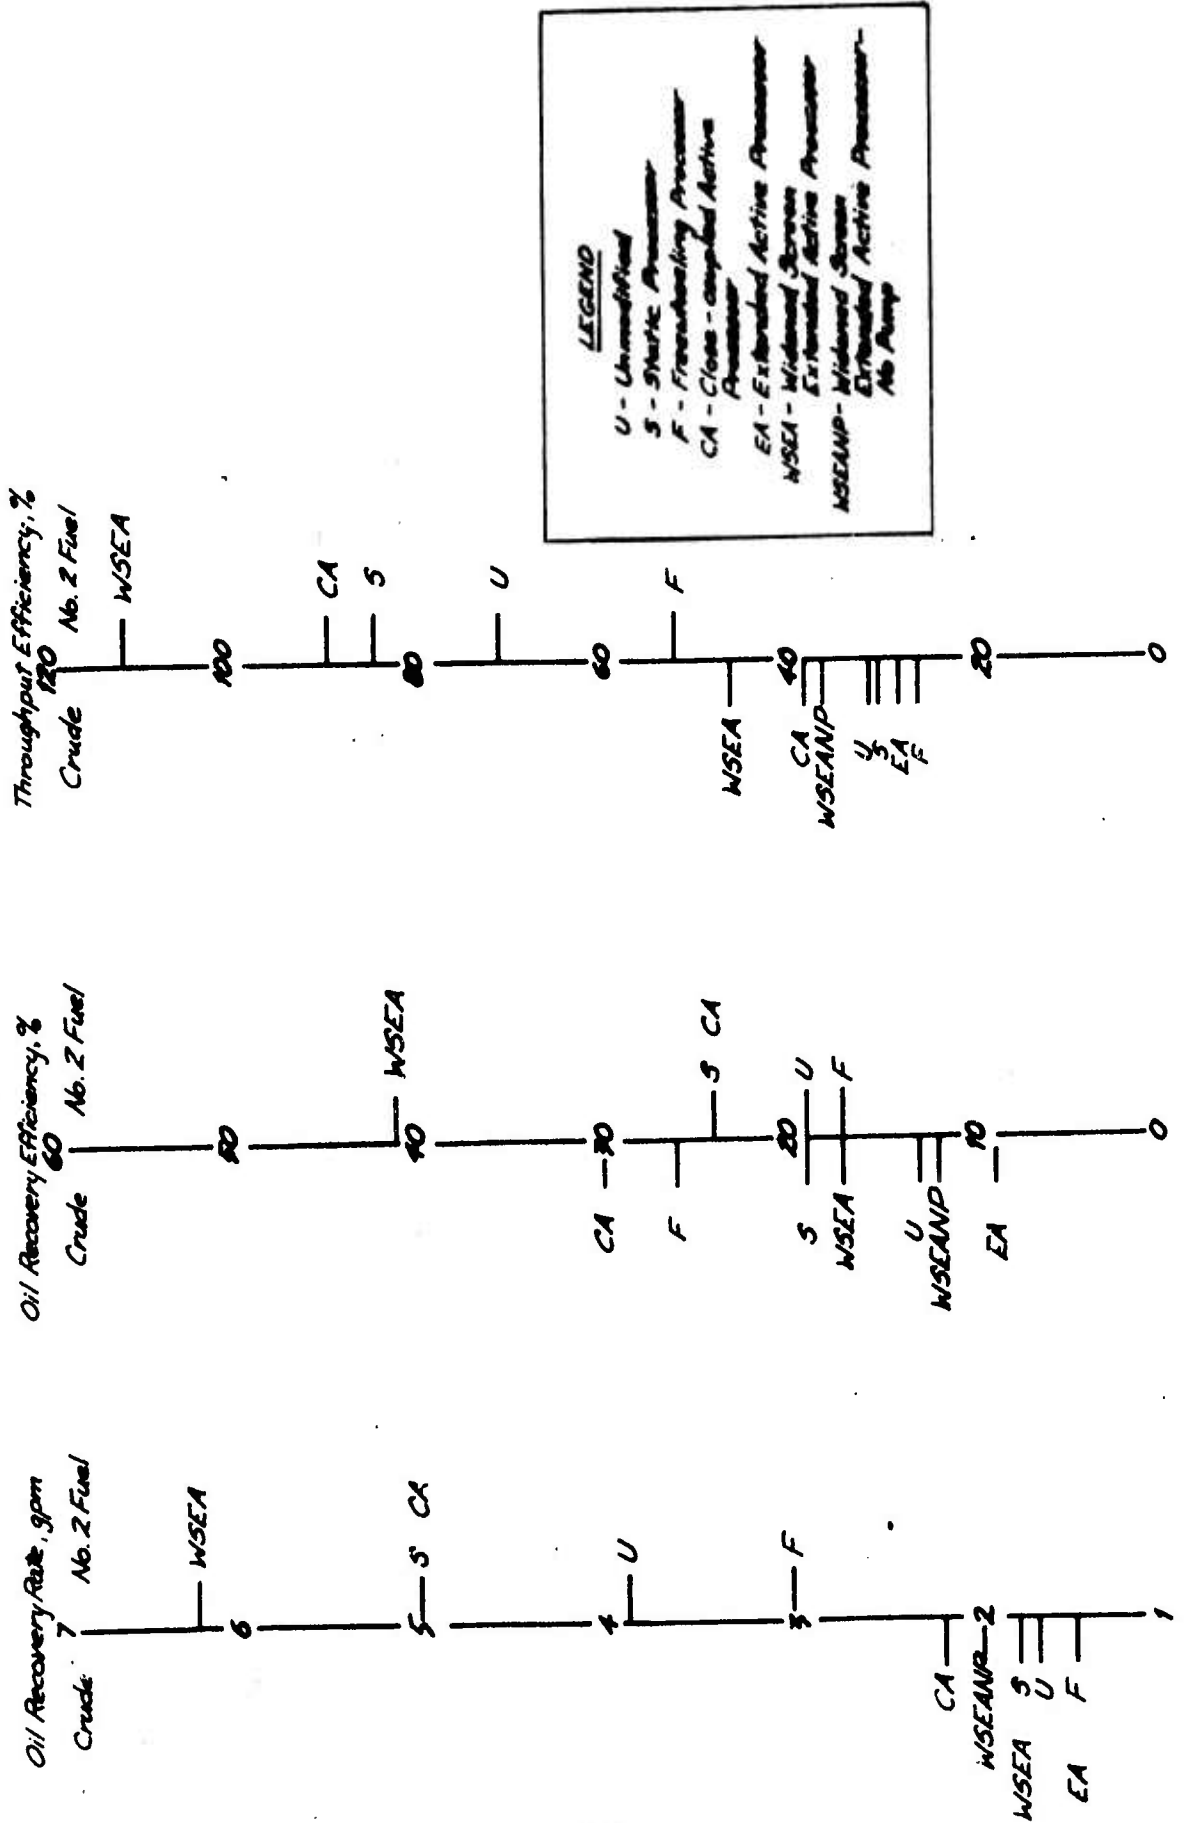 Oil Recovery Rate, gpm
Crude No. 2 Fuel
7
WSEA
6
5 S CA
4
U
3 F
CA
WSEANP 2
WSEA S
U
EA F
1
Oil Recovery Efficiency, %
Crude 60 No. 2 Fuel
50
WSEA
40
CA 30
F
S CA
20
S U
WSEA F
U
WSEANP
10
EA
0
Throughput Efficiency, %
Crude 120 No. 2 Fuel
WSEA
100
CA
S
80
U
60
F
WSEA
40
CA
WSEANP
U
S
EA
F
20
0
LEGEND
U - Unmodified
S - Static Processor
F - Freewheeling Processor
CA - Close-coupled Active
Processor
EA - Extended Active Processor
WSEA - Widened Screen
Extended Active Processor
WSEANP - Widened Screen
Extended Active Processor-
No Pump